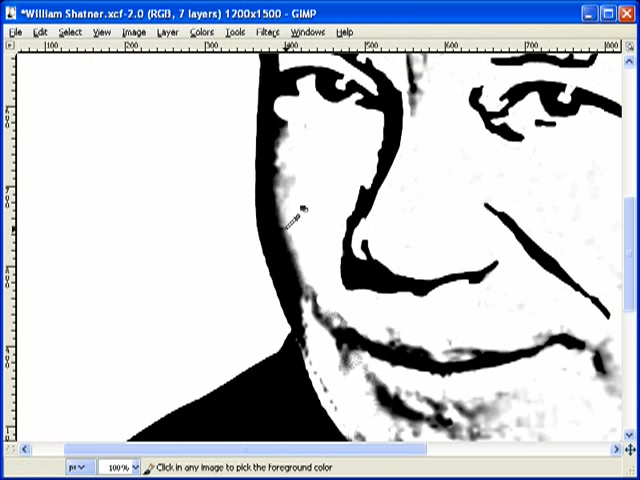 *William Shatner.xcf-2.0 (RGB, 7 layers) 1200x1500 – GIMP
File Edit Select View Image Layer Colors Tools Filters Windows Help
100 200 300 400 500 600 700 800
px 100% Click in any image to pick the foreground color